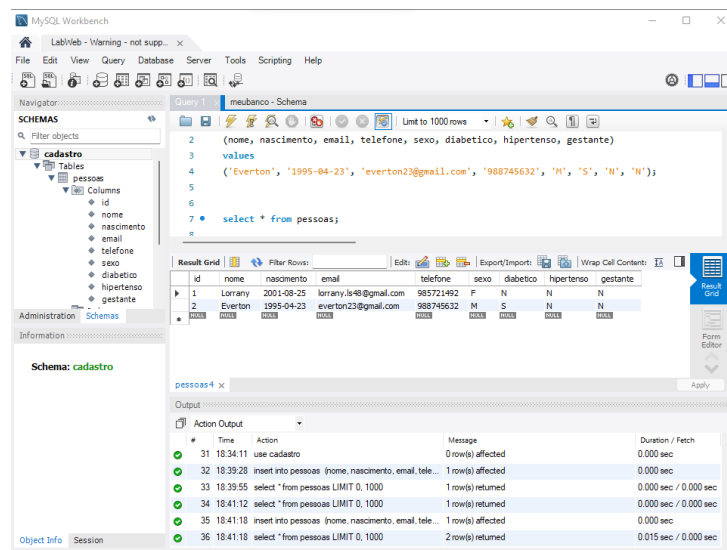 MySQL Workbench
LabWeb - Warning - not supp... ×
File Edit View Query Database Server Tools Scripting Help
Navigator
SCHEMAS
Filter objects
cadastro
Tables
pessoas
Columns
id
nome
nascimento
email
telefone
sexo
diabetico
hipertenso
gestante
Administration Schemas
Information
Schema: cadastro
Object Info Session
Query 1 meubanco - Schema
Limit to 1000 rows
2 (nome, nascimento, email, telefone, sexo, diabetico, hipertenso, gestante)
3 values
4 ('Everton', '1995-04-23', 'everton23@gmail.com', '988745632', 'M', 'S', 'N', 'N');
5
6
7 select * from pessoas;
8
Result Grid Filter Rows: Edit: Export/Import: Wrap Cell Content:
id nome nascimento email telefone sexo diabetico hipertenso gestante
1 Lorrany 2001-08-25 lorrany.ls48@gmail.com 985721492 F N N N
2 Everton 1995-04-23 everton23@gmail.com 988745632 M S N N
NULL NULL NULL NULL NULL NULL NULL NULL NULL
Result Grid
Form Editor
pessoas4 ×
Apply
Output
Action Output
# Time Action Message Duration / Fetch
31 18:34:11 use cadastro 0 row(s) affected 0.000 sec
32 18:39:28 insert into pessoas (nome, nascimento, email, tele... 1 row(s) affected 0.000 sec
33 18:39:55 select * from pessoas LIMIT 0, 1000 1 row(s) returned 0.000 sec / 0.000 sec
34 18:41:12 select * from pessoas LIMIT 0, 1000 1 row(s) returned 0.000 sec / 0.000 sec
35 18:41:18 insert into pessoas (nome, nascimento, email, tele... 1 row(s) affected 0.000 sec
36 18:41:18 select * from pessoas LIMIT 0, 1000 2 row(s) returned 0.015 sec / 0.000 sec